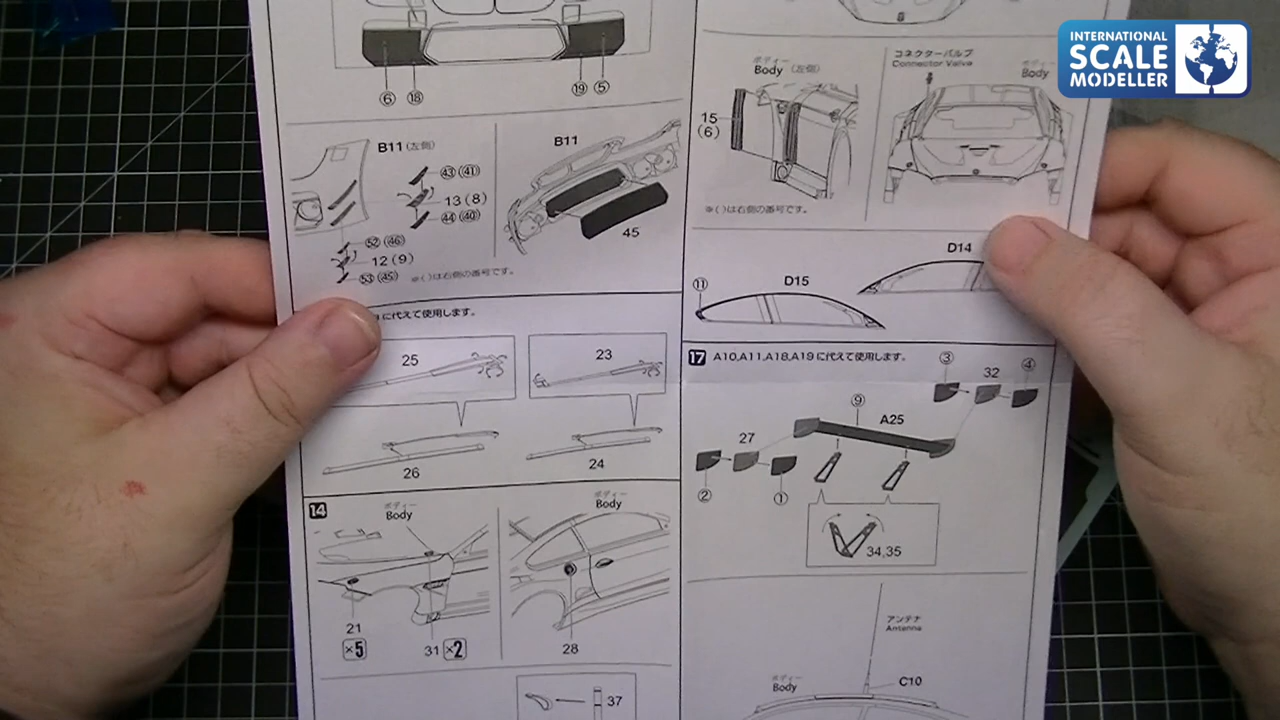 INTERNATIONAL
SCALE
MODELLER
⑥ ⑱ ⑲ ⑤
B11 (左側)
㊸ (㊶)
13 (8)
㊹ (㊵)
52 (㊻)
12 (9)
53 (㊺)
※( )は右側の番号です。
B11
45
に代えて使用します。
25
23
26
24
14
ボディー
Body
ボディー
Body
21
×5
31 ×2
28
37
ボディー
Body (左側)
コネクターバルブ
Connector Valve
ボディー
Body
15
(6)
※( )は右側の番号です。
D14
⑪
D15
17 A10,A11,A18,A19 に代えて使用します。
③
32
④
⑨
A25
27
②
①
34,35
アンテナ
Antenna
ボディー
Body
C10